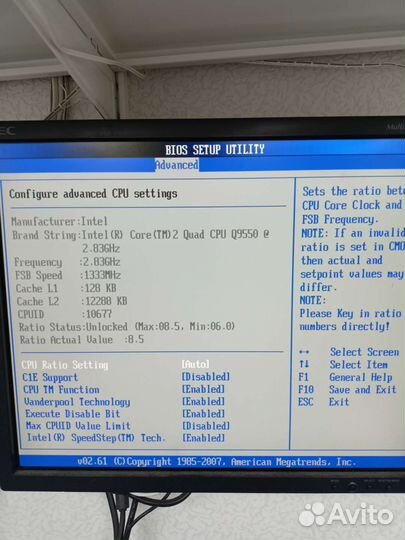 EC
Multi
BIOS SETUP UTILITY
Advanced
Configure advanced CPU settings
Manufacturer:Intel
Brand String:Intel(R) Core(TM)2 Quad CPU Q9550 @
2.83GHz
Frequency :2.83GHz
FSB Speed :1333MHz
Cache L1 :128 KB
Cache L2 :12288 KB
CPUID :10677
Ratio Status:Unlocked (Max:08.5, Min:06.0)
Ratio Actual Value :8.5
CPU Ratio Setting [Auto]
C1E Support [Disabled]
CPU TM Function [Enabled]
Vanderpool Technology [Enabled]
Execute Disable Bit [Enabled]
Max CPUID Value Limit [Disabled]
Intel(R) SpeedStep(TM) Tech. [Enabled]
Sets the ratio betw
CPU Core Clock and
FSB Frequency.
NOTE: If an invalid
ratio is set in CMO
then actual and
setpoint values may
differ.
NOTE:
Please Key in ratio
numbers directly!
↔ Select Screen
↑↓ Select Item
F1 General Help
F10 Save and Exit
ESC Exit
v02.61 (C)Copyright 1985-2007, American Megatrends, Inc.
Avito